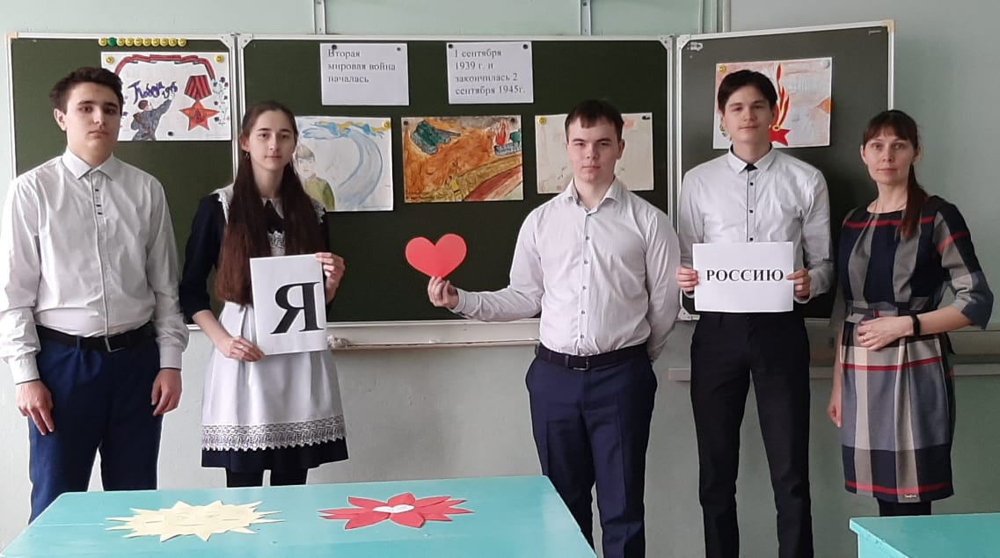 Вторая
мировая война
началась
1 сентября
1939 г. и
закончилась 2
сентября 1945г.
Я
РОССИЮ